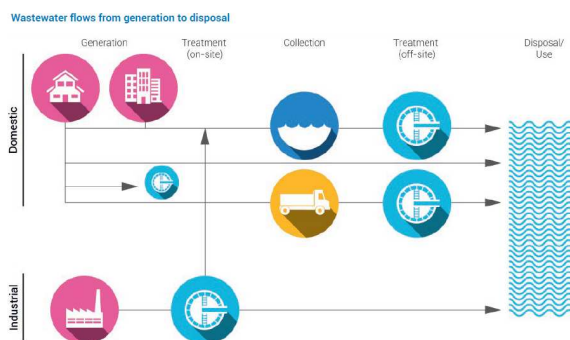 Wastewater flows from generation to disposal
Generation
Treatment
(on-site)
Collection
Treatment
(off-site)
Disposal/
Use
Domestic
Industrial